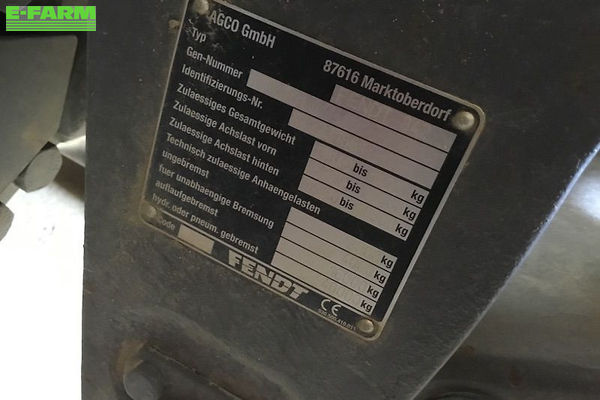 E-FARM
AGCO GmbH
87616 Marktoberdorf
Typ
Gen-Nummer
Identifizierungs-Nr.
Zulaessiges Gesamtgewicht
Zulaessige Achslast vorn bis kg
Zulaessige Achslast hinten bis kg
Technisch zulaessige Anhaengelasten bis kg
ungebremst kg
fuer unabhaengige Bremsung kg
auflaufgebremst kg
hydr. oder pneum. gebremst kg
Code
FENDT
CE